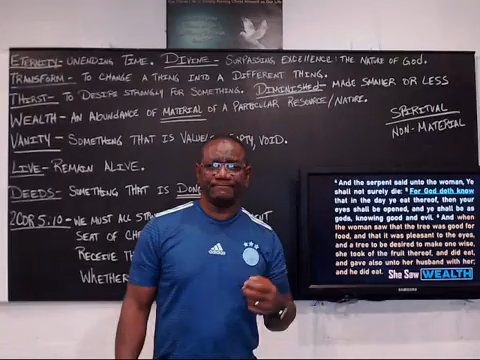 ETERNITY- UNENDING TIME. DIVINE- SURPASSING EXCELLENCE: THE NATURE OF GOD.
TRANSFORM- TO CHANGE A THING INTO A DIFFERENT THING.
THIRST- TO DESIRE STRONGLY FOR SOMETHING. DIMINISHED- MADE SMALLER OR LESS
WEALTH- AN ABUNDANCE OF MATERIAL OF A PARTICULAR RESOURCE/NATURE.
SPIRITUAL
NON-MATERIAL
VANITY- SOMETHING THAT IS VALUELESS, EMPTY, VOID.
LIVE- REMAIN ALIVE.
DEEDS- SOMETHING THAT IS
2COR 5:10- WE MUST ALL
SEAT OF
RECEIVE
WHETHER
adidas
4 And the serpent said unto the woman, Ye
shall not surely die: 5 For God doth know
that in the day ye eat thereof, then your
eyes shall be opened, and ye shall be as
gods, knowing good and evil. 6 And when
the woman saw that the tree was good for
food, and that it was pleasant to the eyes,
and a tree to be desired to make one wise,
she took of the fruit thereof, and did eat,
and gave also unto her husband with her;
and he did eat. She Saw WEALTH
SAMSUNG